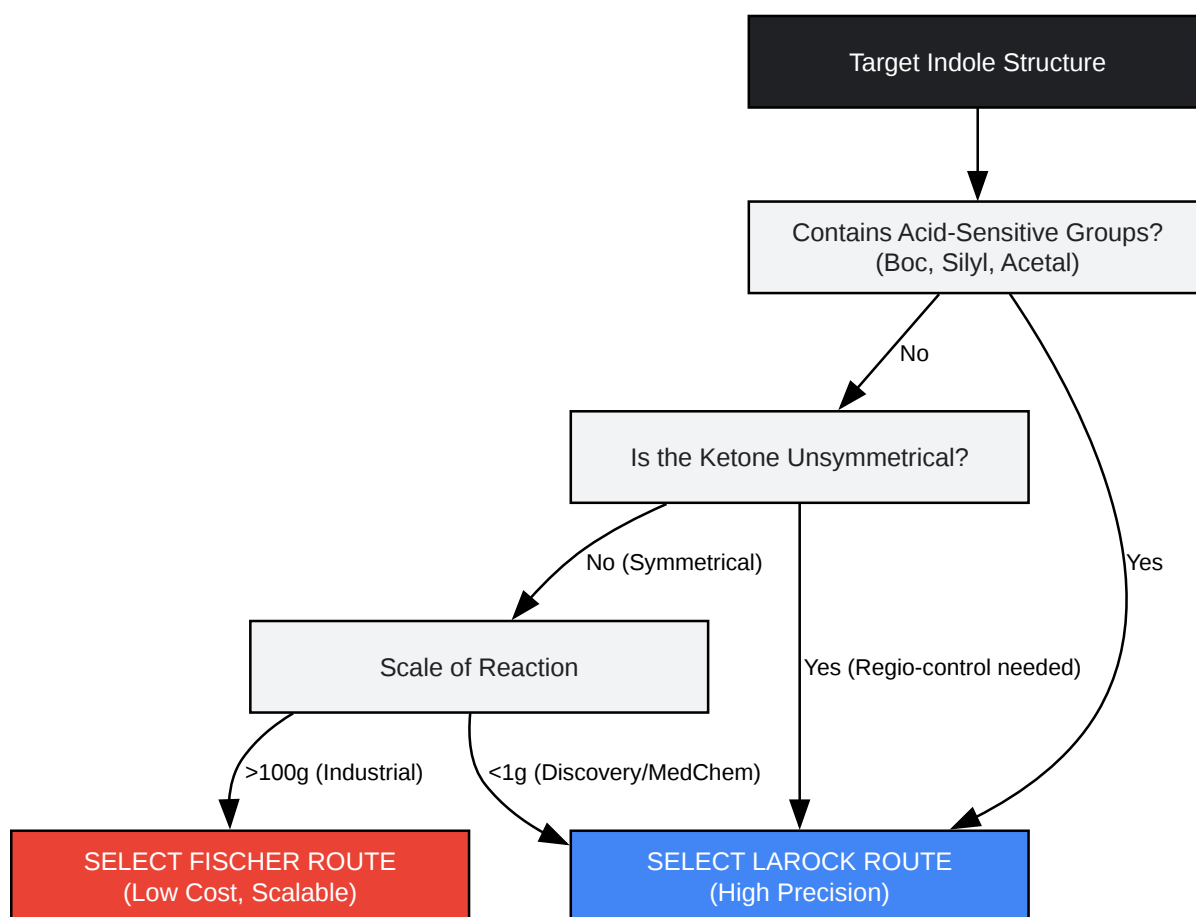 Target Indole Structure
Contains Acid-Sensitive Groups?
(Boc, Silyl, Acetal)
No
Is the Ketone Unsymmetrical?
No (Symmetrical)
Yes
Scale of Reaction
Yes (Regio-control needed)
>100g (Industrial)
<1g (Discovery/MedChem)
SELECT FISCHER ROUTE
(Low Cost, Scalable)
SELECT LAROCK ROUTE
(High Precision)